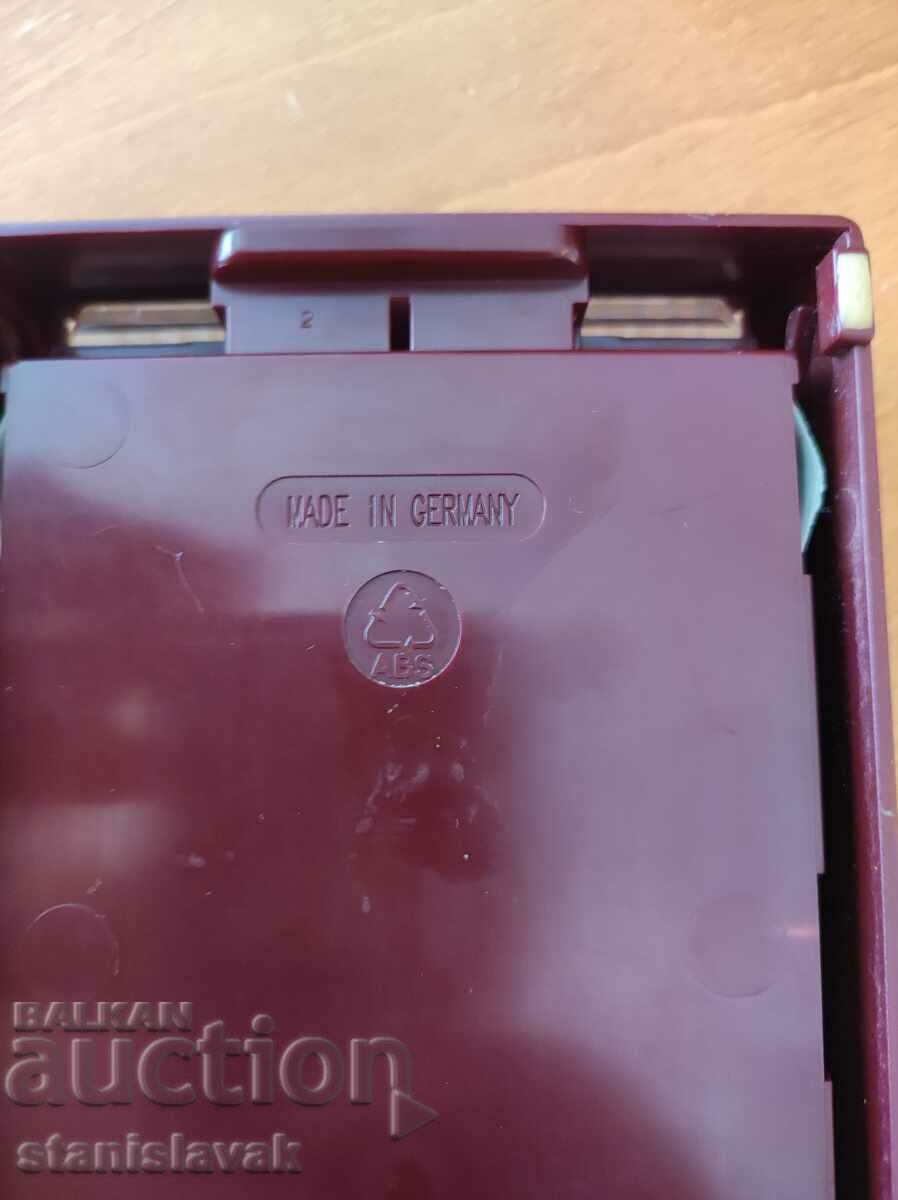 2
MADE IN GERMANY
ABS
BALKAN
auction
stanislavak